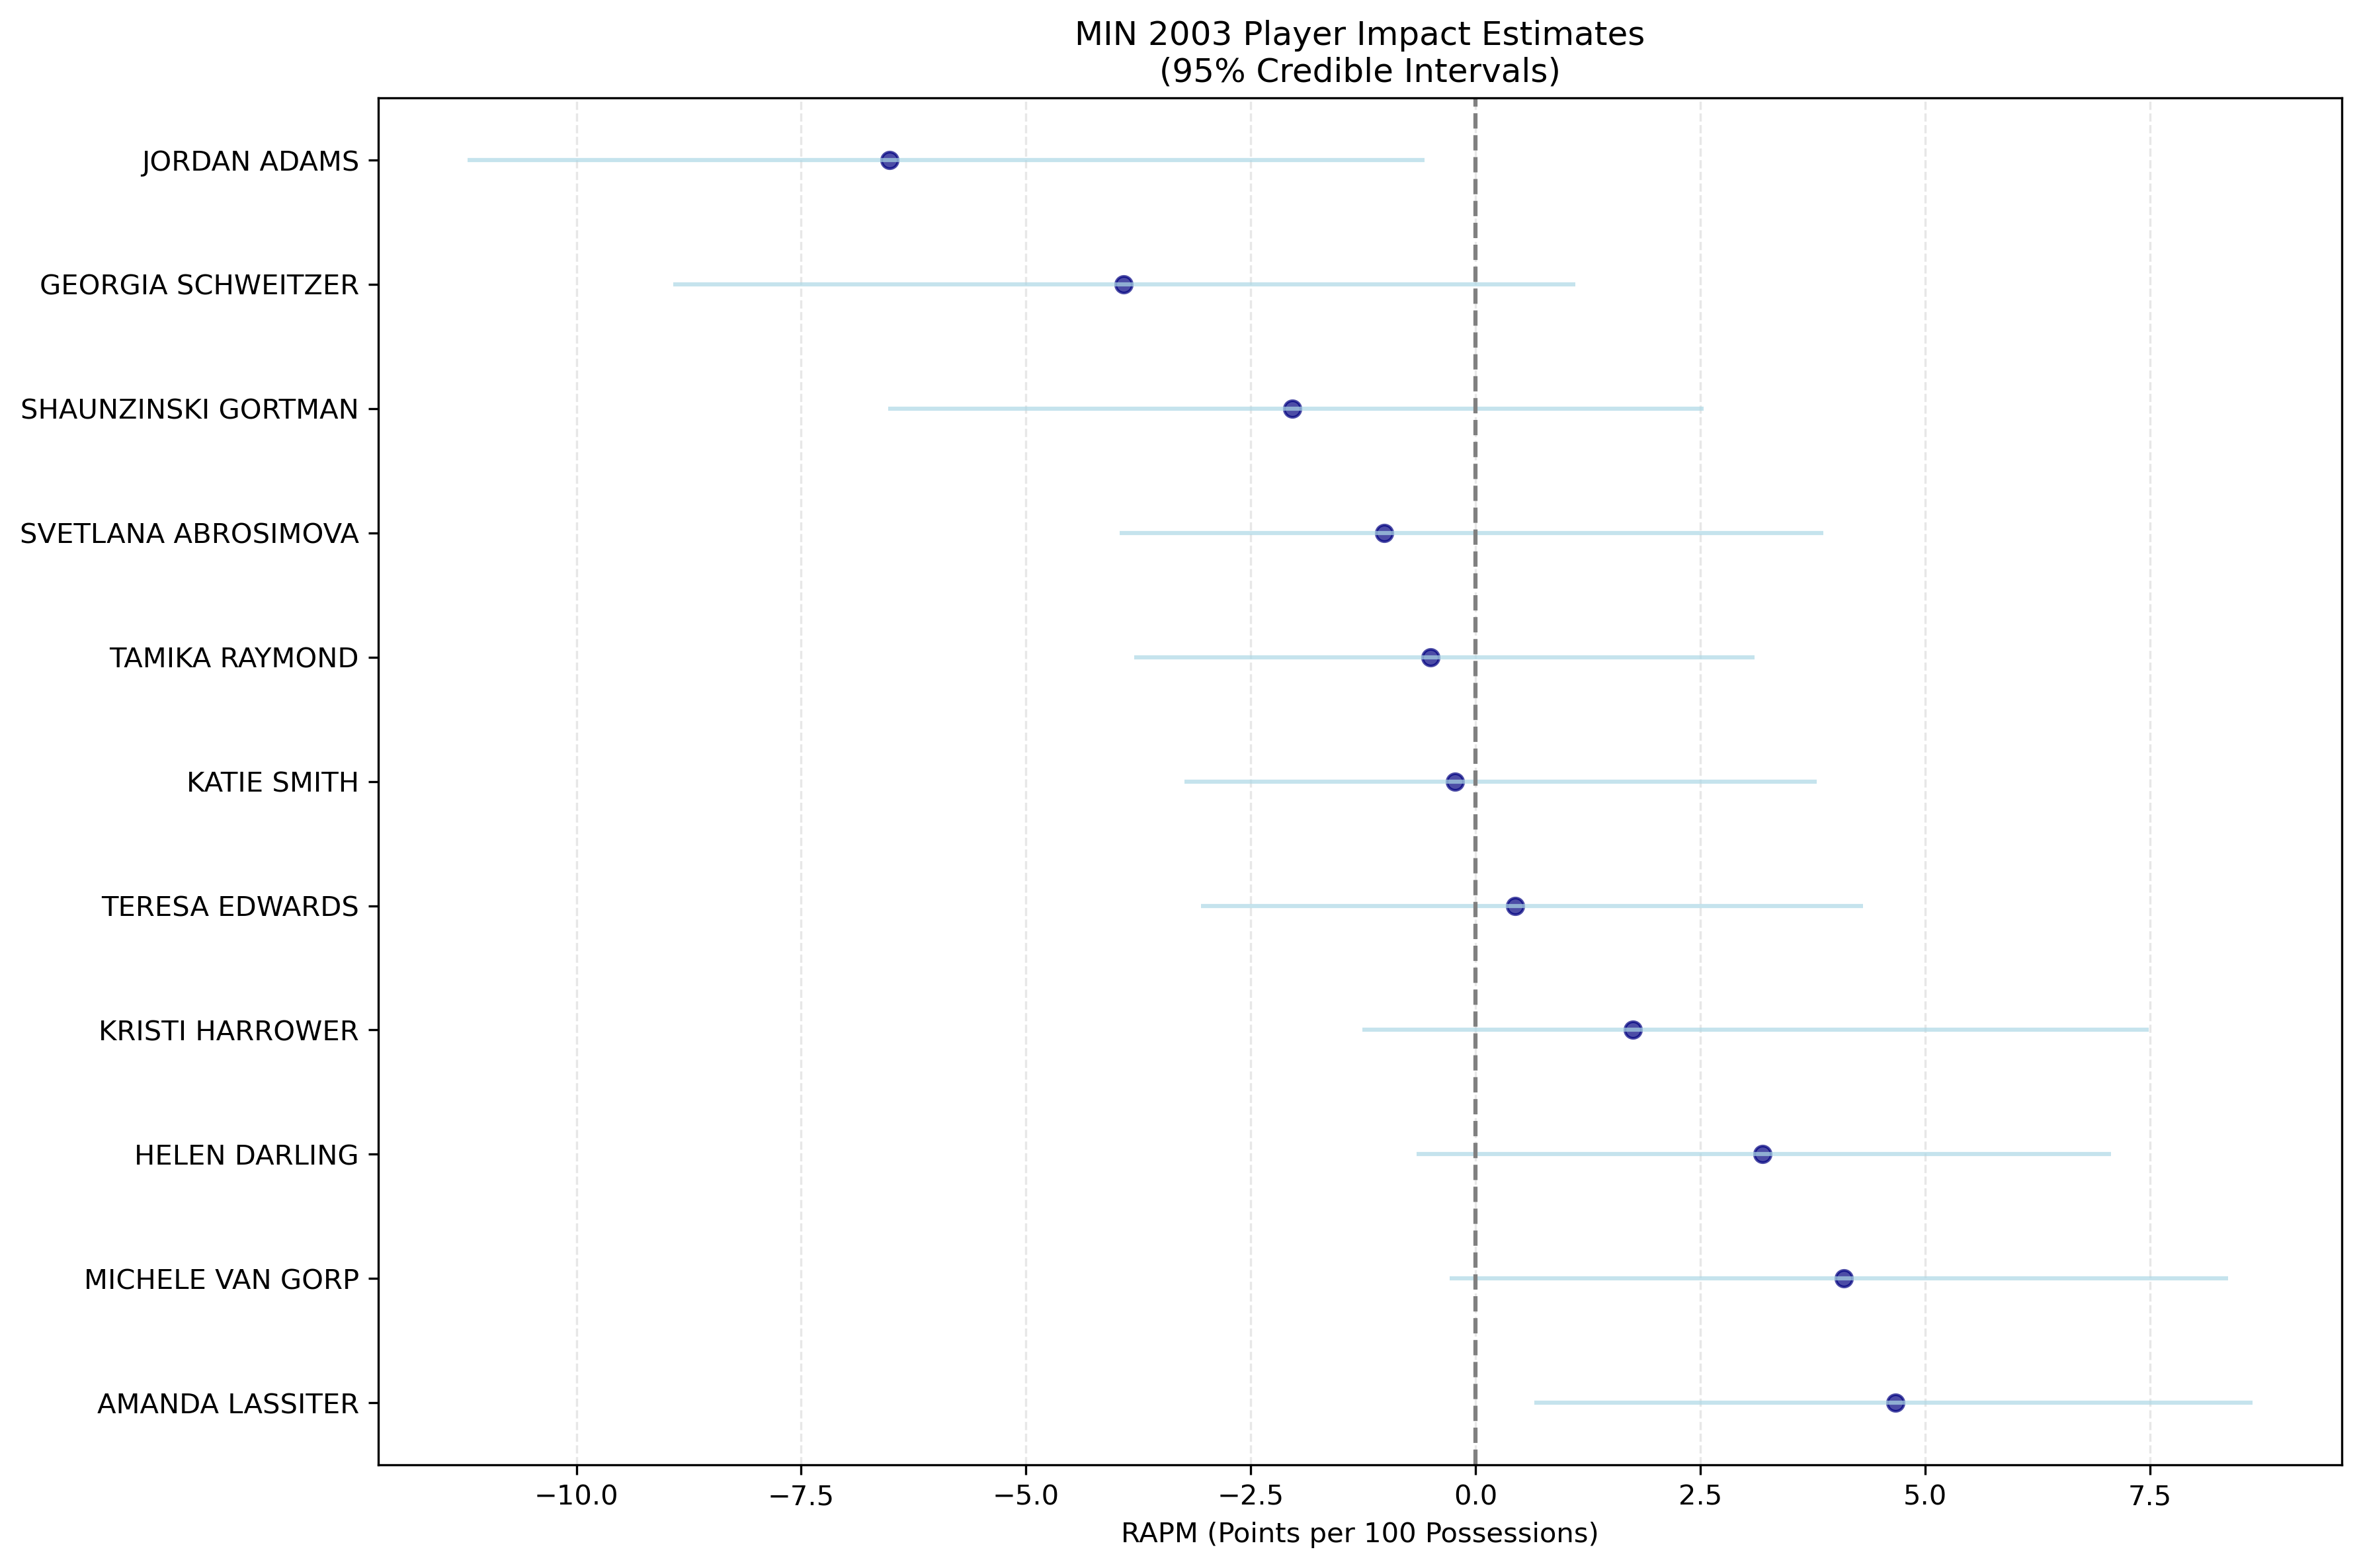 MIN 2003 Player Impact Estimates
(95% Credible Intervals)
JORDAN ADAMS
GEORGIA SCHWEITZER
SHAUNZINSKI GORTMAN
SVETLANA ABROSIMOVA
TAMIKA RAYMOND
KATIE SMITH
TERESA EDWARDS
KRISTI HARROWER
HELEN DARLING
MICHELE VAN GORP
AMANDA LASSITER
−10.0 −7.5 −5.0 −2.5 0.0 2.5 5.0 7.5
RAPM (Points per 100 Possessions)